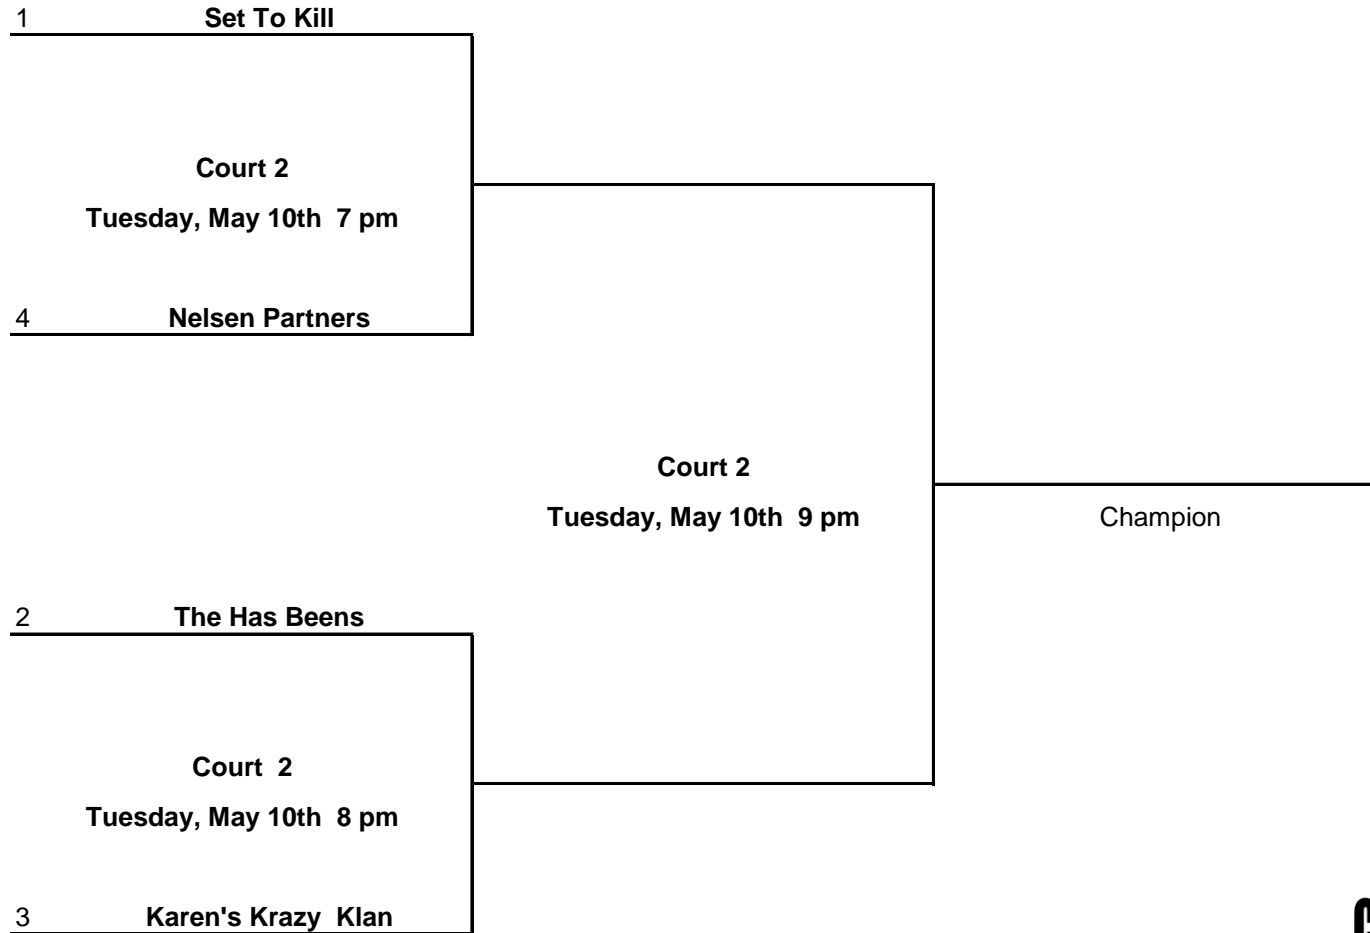 1 Set To Kill
Court 2
Tuesday, May 10th 7 pm
4 Nelsen Partners
Court 2
Tuesday, May 10th 9 pm
Champion
2 The Has Beens
Court 2
Tuesday, May 10th 8 pm
3 Karen's Krazy Klan